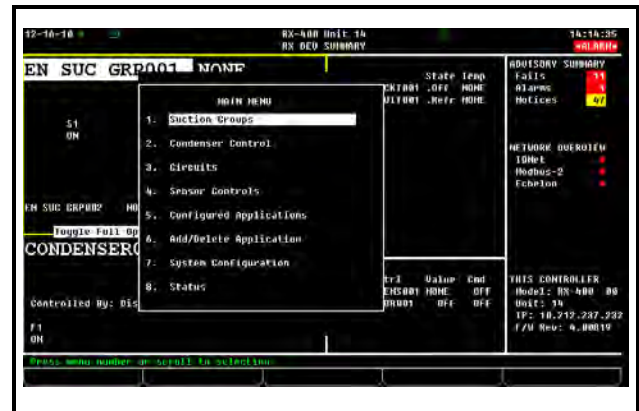 12-16-10
RX-400 Unit 14
RX DEV SUMMARY
14:14:35
*ALARM*
EN SUC GRP001 NONE
State Temp
CKT001 .Off NONE
.Refr NONE
ADVISORY SUMMARY
Fails 11
Alarms
Notices 47
S1
ON
NETWORK OVERVIEW
IONet
Modbus-2
Echelon
MAIN MENU
1. Suction Groups
2. Condenser Control
3. Circuits
4. Sensor Controls
5. Configured Applications
6. Add/Delete Application
7. System Configuration
8. Status
EN SUC GRP002
Toggle Full Op
CONDENSER
Controlled By: Dis
F1
ON
trl Value Cmd
ENS001 NONE OFF
OFF OFF
THIS CONTROLLER
Model: RX-400 00
Unit: 14
IP: 10.212.237.232
F/W Rev: 4.00B19
Press menu number or scroll to selection